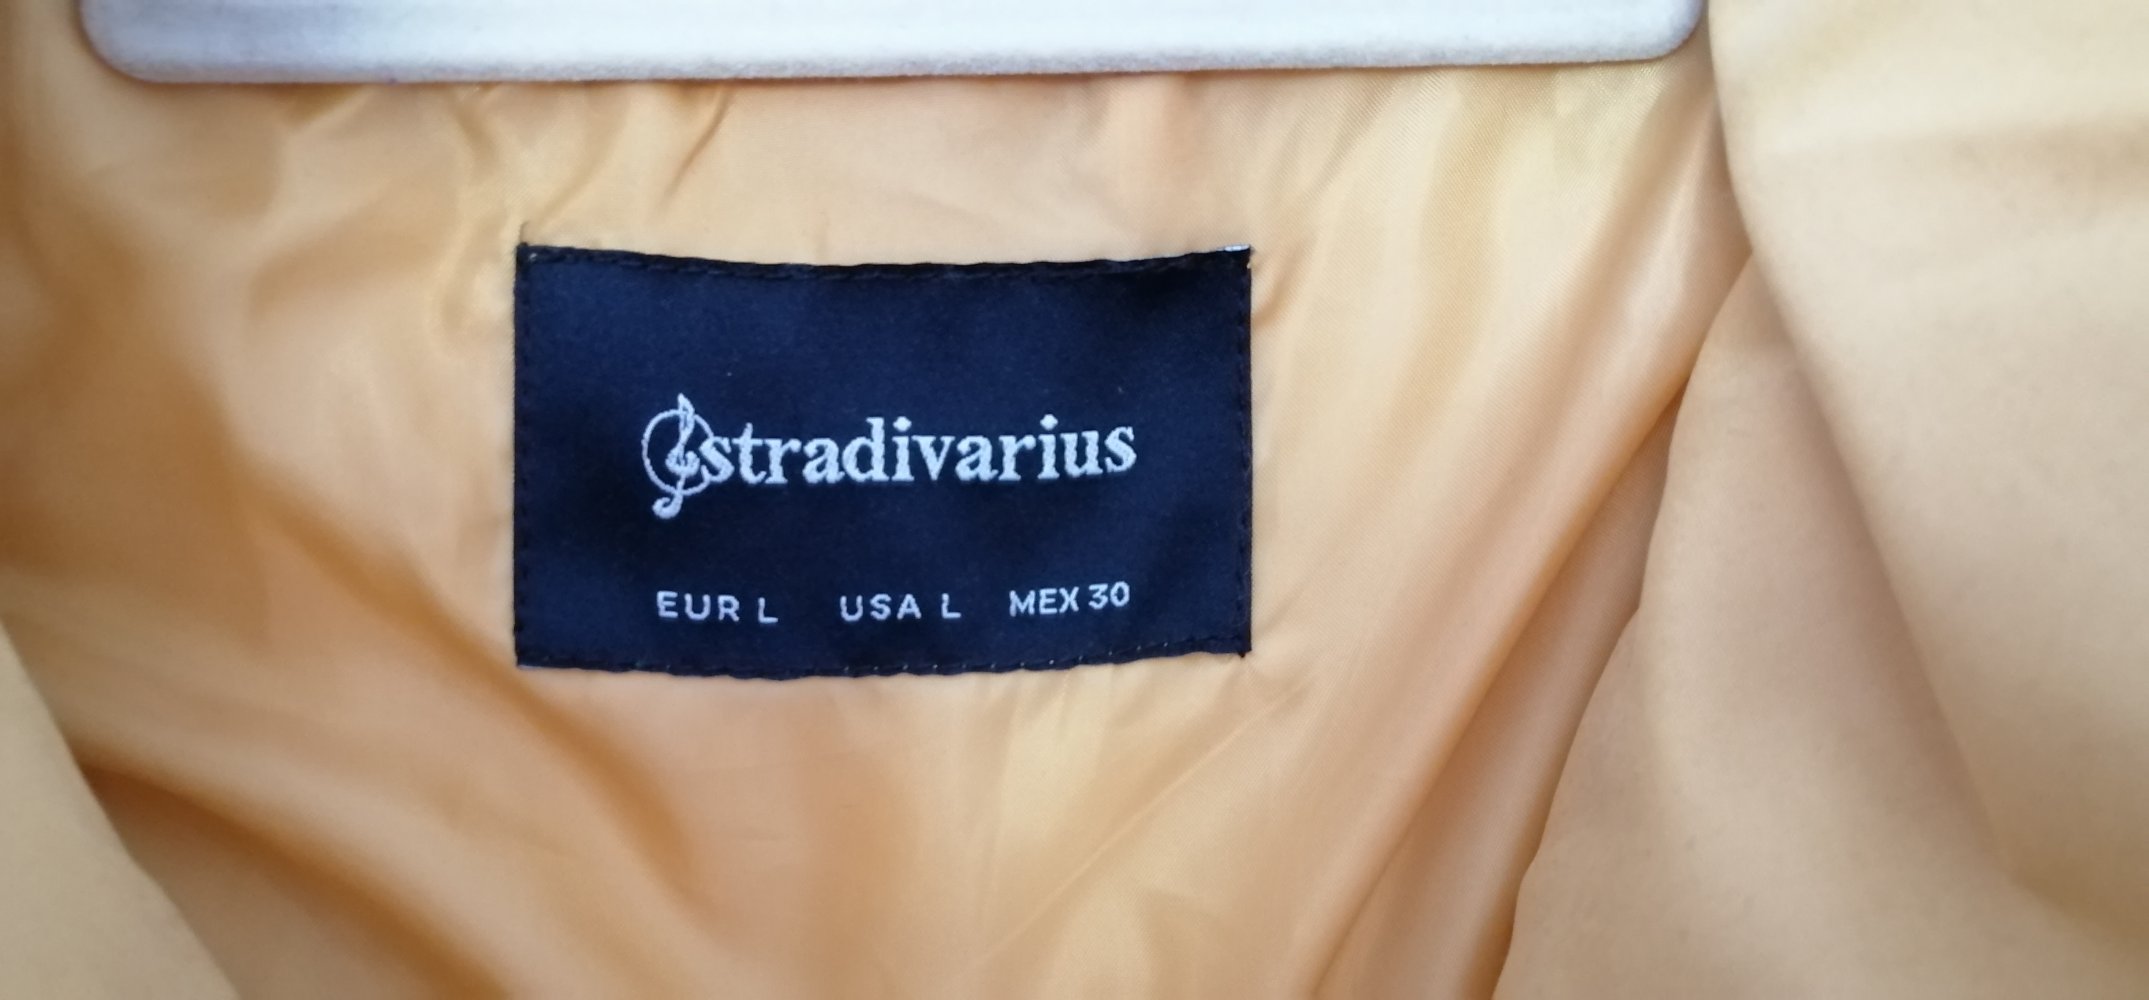 stradivarius
EUR L USA L MEX 30